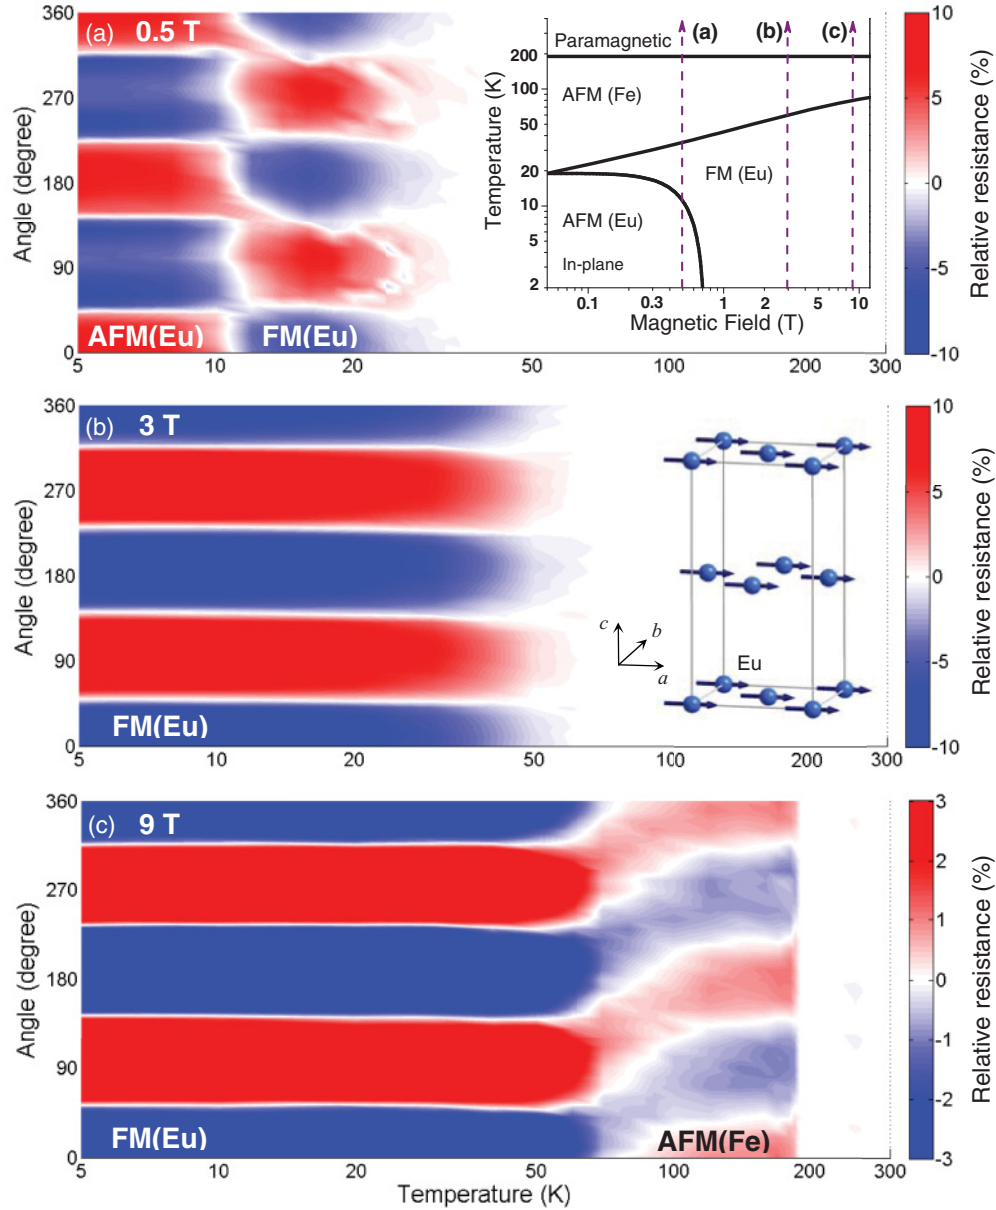 (a) 0.5 T
360
270
180
90
0
Angle (degree)
AFM(Eu) FM(Eu)
5 10 20 100 200 300
Paramagnetic
AFM (Fe)
FM (Eu)
AFM (Eu)
In-plane
(a) (b) (c)
200
100
50
20
10
5
2
Temperature (K)
0.1 0.3 1 2 5 10
Magnetic Field (T)
10
5
0
-5
-10
Relative resistance (%)
(b) 3 T
360
270
180
90
0
Angle (degree)
FM(Eu)
c
b
a
Eu
5 10 20 50 100 200 300
10
5
0
-5
-10
Relative resistance (%)
(c) 9 T
360
270
180
90
0
Angle (degree)
FM(Eu) AFM(Fe)
5 10 20 50 100 200 300
Temperature (K)
3
2
1
0
-1
-2
-3
Relative resistance (%)